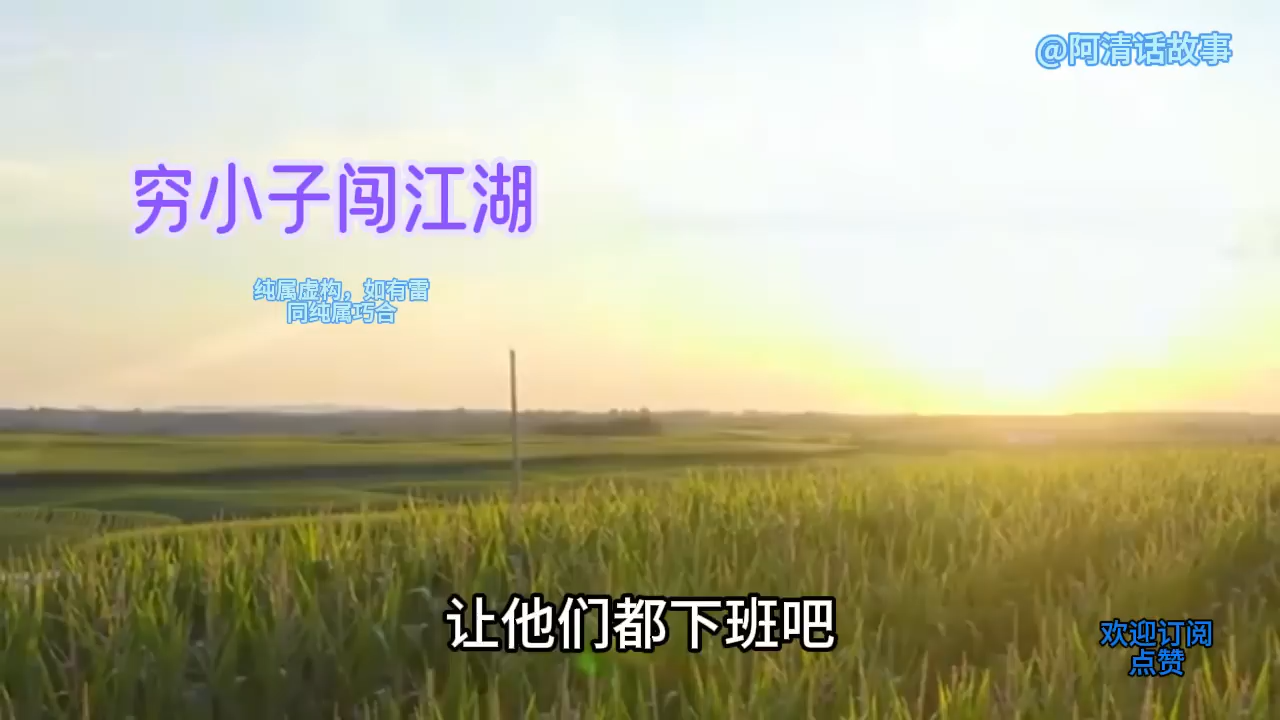 @阿清话故事
穷小子闯江湖
纯属虚构，如有雷
同纯属巧合
让他们都下班吧
欢迎订阅
点赞